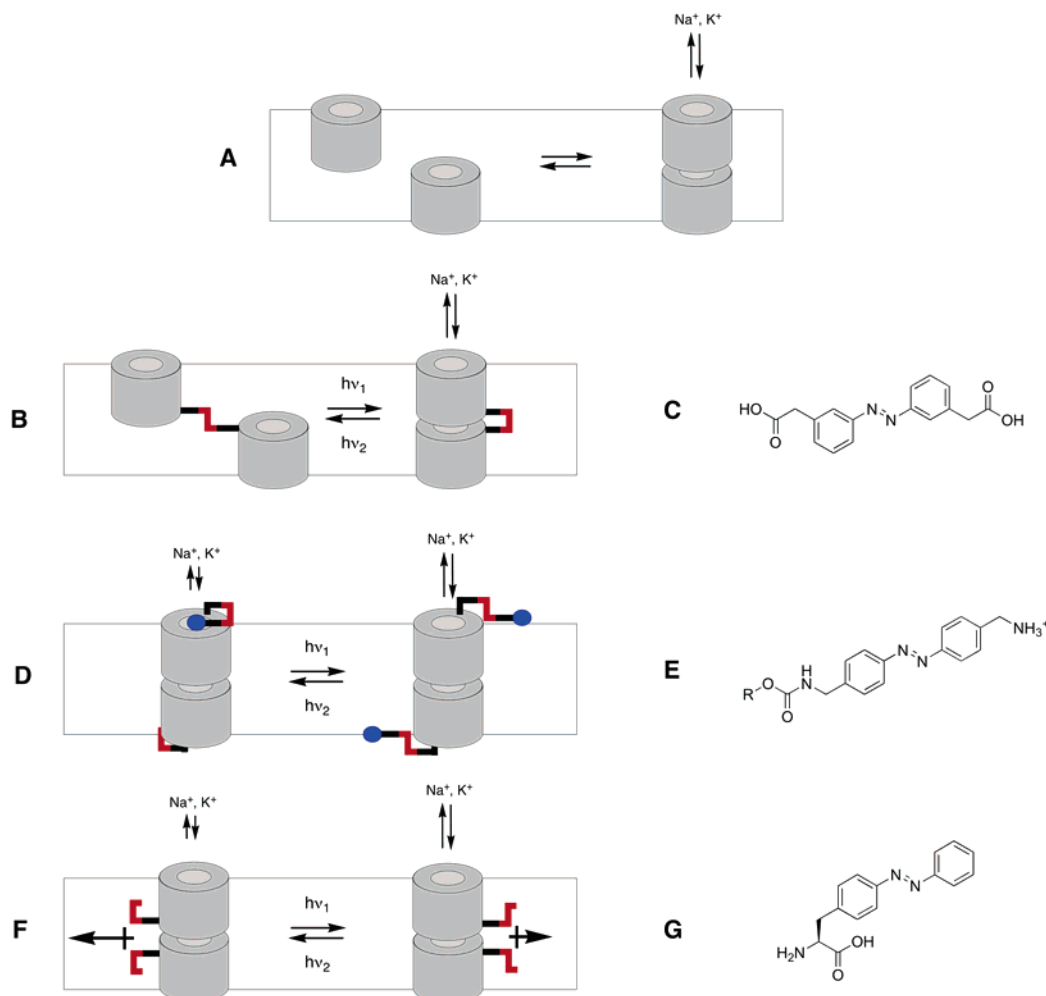 Na⁺, K⁺
A
Na⁺, K⁺
B
hν₁
hν₂
C
HO
O
N
N
O
OH
Na⁺, K⁺
Na⁺, K⁺
D
hν₁
hν₂
E
R
O
O
H
N
N
N
NH₃⁺
Na⁺, K⁺
Na⁺, K⁺
F
hν₁
hν₂
G
N
N
H₂N
OH
O